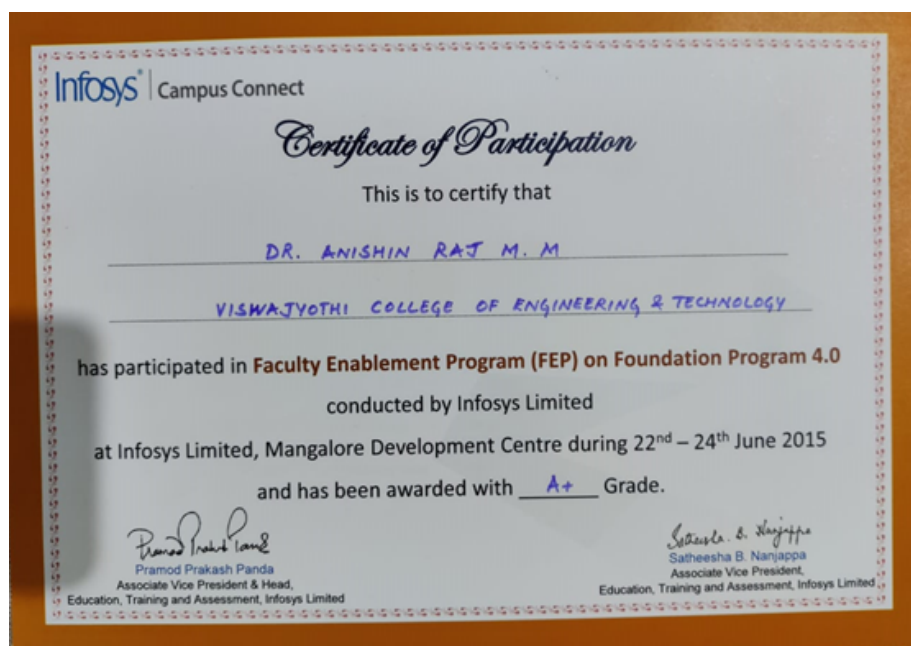 Infosys® | Campus Connect
Certificate of Participation
This is to certify that
DR. ANISHIN RAJ M. M
VISWAJYOTHI COLLEGE OF ENGINEERING & TECHNOLOGY
has participated in Faculty Enablement Program (FEP) on Foundation Program 4.0
conducted by Infosys Limited
at Infosys Limited, Mangalore Development Centre during 22nd – 24th June 2015
and has been awarded with A+ Grade.
Pramod Prakash Panda
Associate Vice President & Head,
Education, Training and Assessment, Infosys Limited
Satheesha. B. Nanjappa
Satheesha B. Nanjappa
Associate Vice President,
Education, Training and Assessment, Infosys Limited